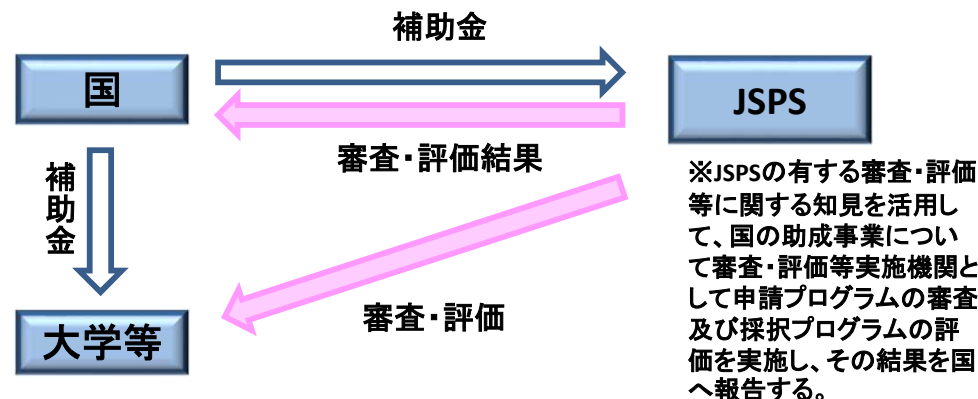 補助金
国
JSPS
審査・評価結果
補助金
※JSPSの有する審査・評価
等に関する知見を活用し
て、国の助成事業につい
て審査・評価等実施機関と
して申請プログラムの審査
及び採択プログラムの評
価を実施し、その結果を国
へ報告する。
審査・評価
大学等